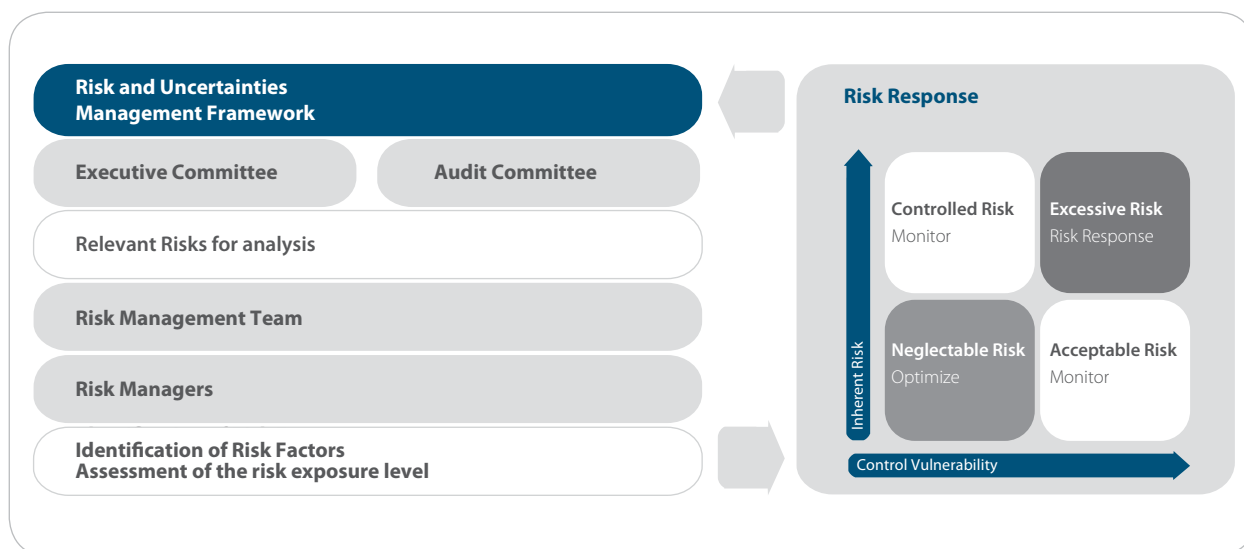 Risk and Uncertainties
Management Framework
Executive Committee
Audit Committee
Relevant Risks for analysis
Risk Management Team
Risk Managers
Identification of Risk Factors
Assessment of the risk exposure level
Risk Response
Inherent Risk
Controlled Risk
Monitor
Excessive Risk
Risk Response
Neglectable Risk
Optimize
Acceptable Risk
Monitor
Control Vulnerability